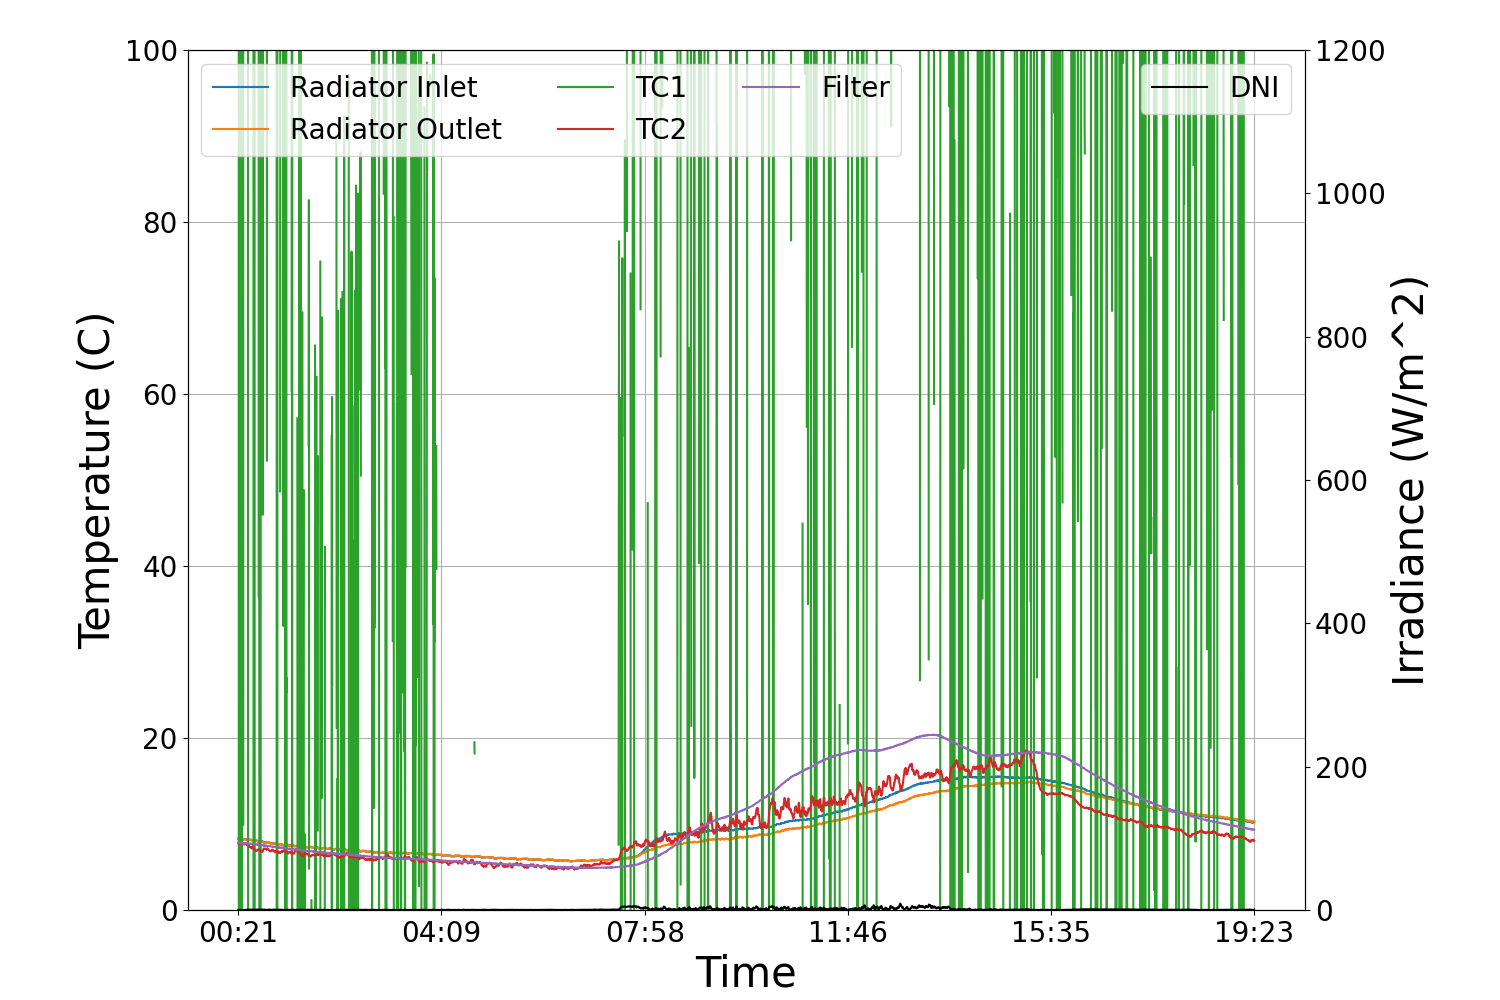 100
80
60
40
20
0
Temperature (C)
Radiator Inlet
Radiator Outlet
TC1
TC2
Filter
DNI
1200
1000
800
600
400
200
0
Irradiance (W/m^2)
00:21
04:09
07:58
11:46
15:35
19:23
Time